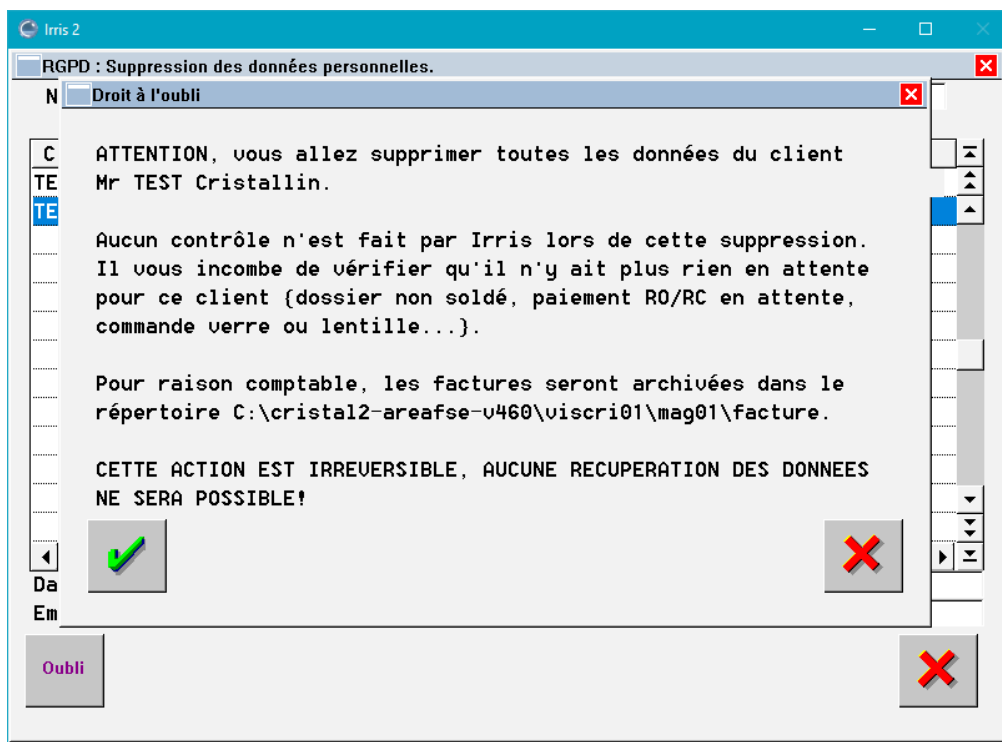 Irris 2
RGPD : Suppression des données personnelles.
N
Droit à l'oubli
C
TE
TE
ATTENTION, vous allez supprimer toutes les données du client
Mr TEST Cristallin.
Aucun contrôle n'est fait par Irris lors de cette suppression.
Il vous incombe de vérifier qu'il n'y ait plus rien en attente
pour ce client {dossier non soldé, paiement RO/RC en attente,
commande verre ou lentille...}.
Pour raison comptable, les factures seront archivées dans le
répertoire C:\cristal2-areafse-v460\viscri01\mag01\facture.
CETTE ACTION EST IRREVERSIBLE, AUCUNE RECUPERATION DES DONNEES
NE SERA POSSIBLE!
Da
Em
Oubli